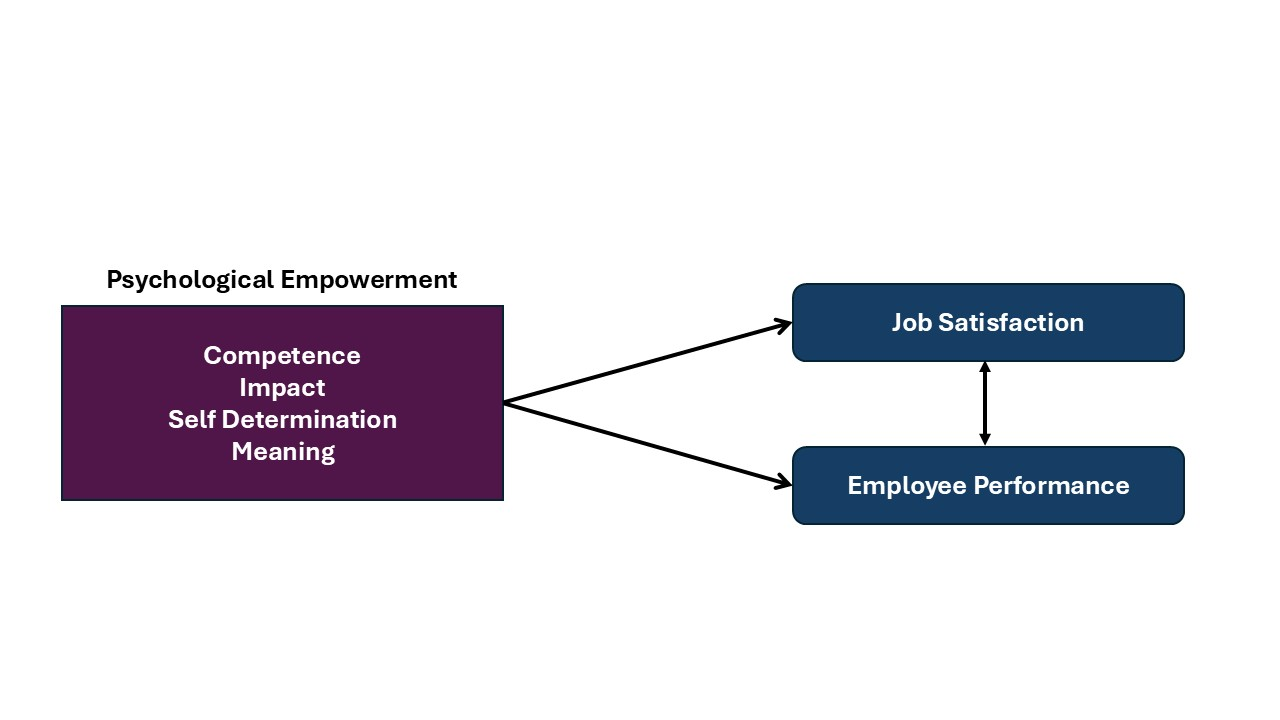 Psychological Empowerment
Competence
Impact
Self Determination
Meaning
Job Satisfaction
Employee Performance